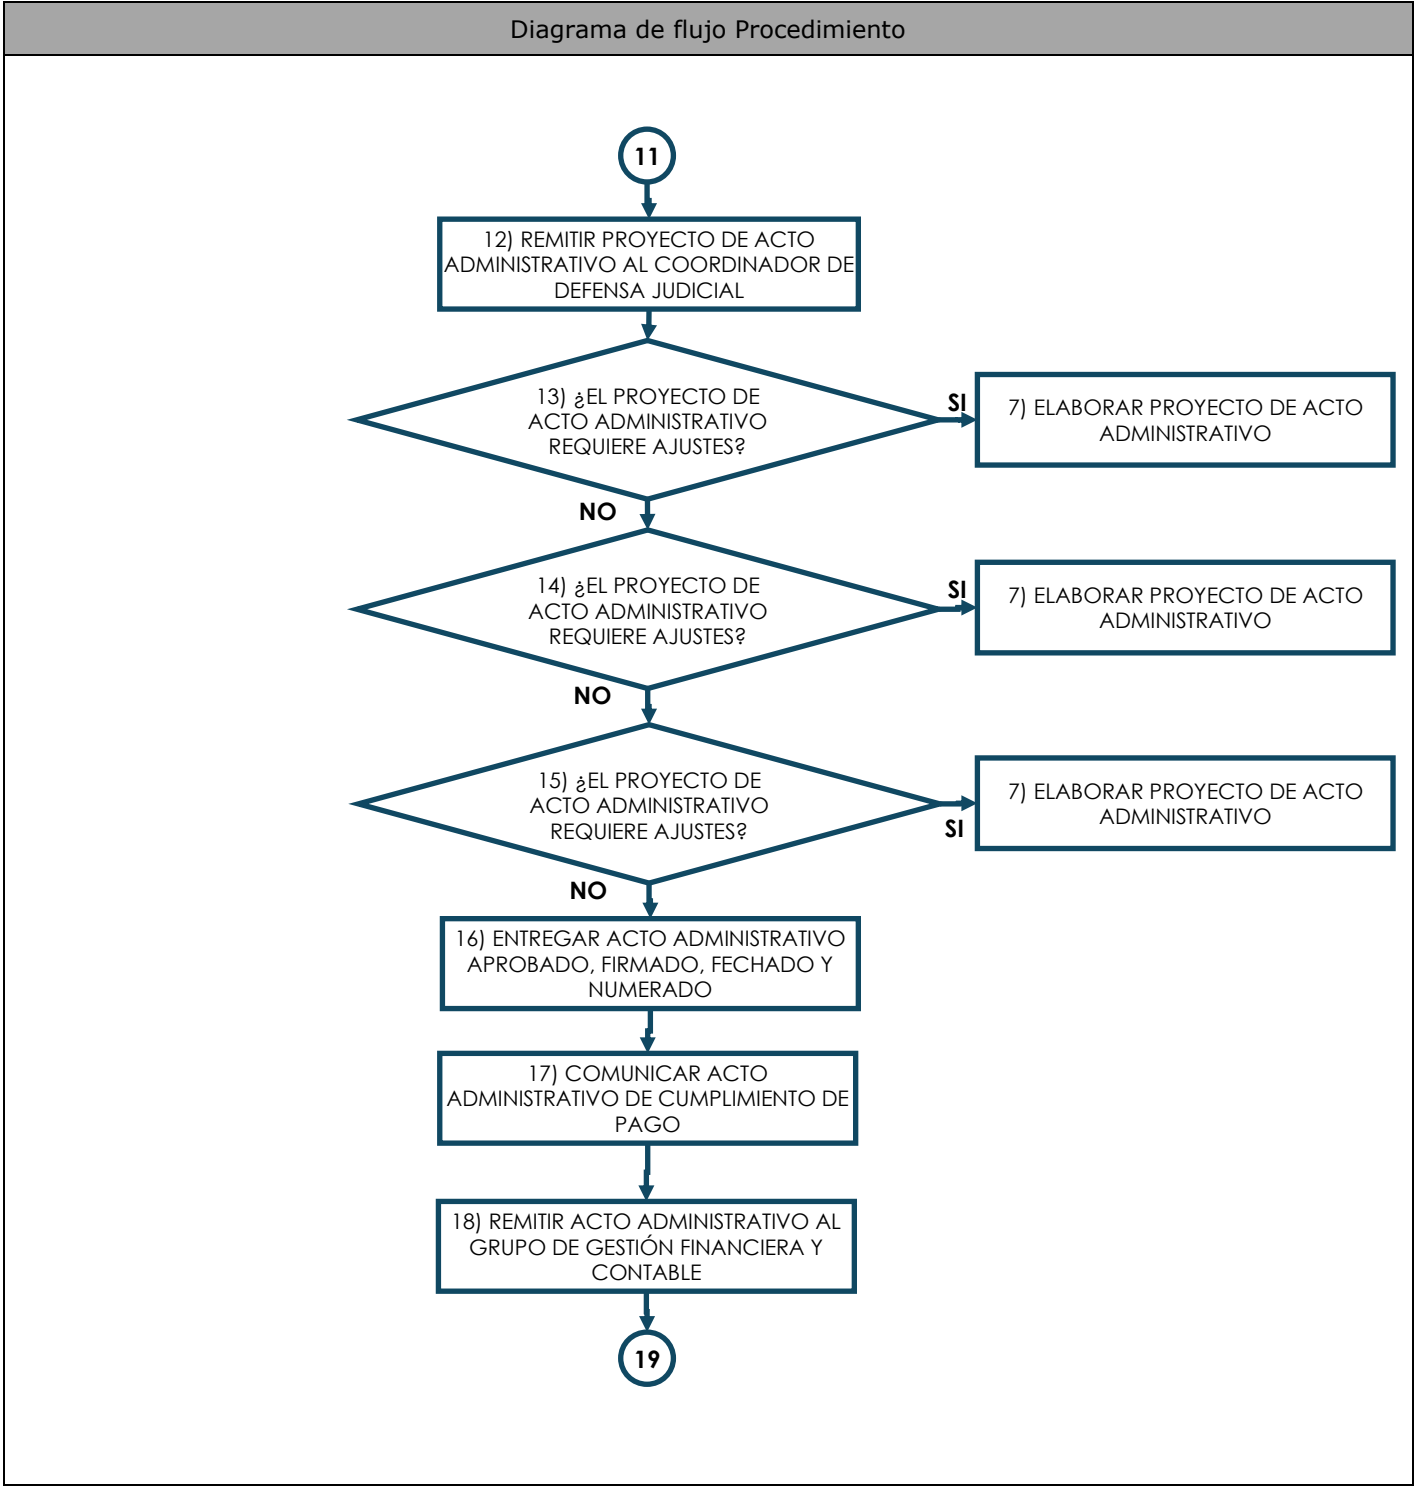 Diagrama de flujo Procedimiento
11
12) REMITIR PROYECTO DE ACTO
ADMINISTRATIVO AL COORDINADOR DE
DEFENSA JUDICIAL
13) ¿EL PROYECTO DE
ACTO ADMINISTRATIVO
REQUIERE AJUSTES?
SI
7) ELABORAR PROYECTO DE ACTO
ADMINISTRATIVO
NO
14) ¿EL PROYECTO DE
ACTO ADMINISTRATIVO
REQUIERE AJUSTES?
SI
7) ELABORAR PROYECTO DE ACTO
ADMINISTRATIVO
NO
15) ¿EL PROYECTO DE
ACTO ADMINISTRATIVO
REQUIERE AJUSTES?
SI
7) ELABORAR PROYECTO DE ACTO
ADMINISTRATIVO
NO
16) ENTREGAR ACTO ADMINISTRATIVO
APROBADO, FIRMADO, FECHADO Y
NUMERADO
17) COMUNICAR ACTO
ADMINISTRATIVO DE CUMPLIMIENTO DE
PAGO
18) REMITIR ACTO ADMINISTRATIVO AL
GRUPO DE GESTIÓN FINANCIERA Y
CONTABLE
19